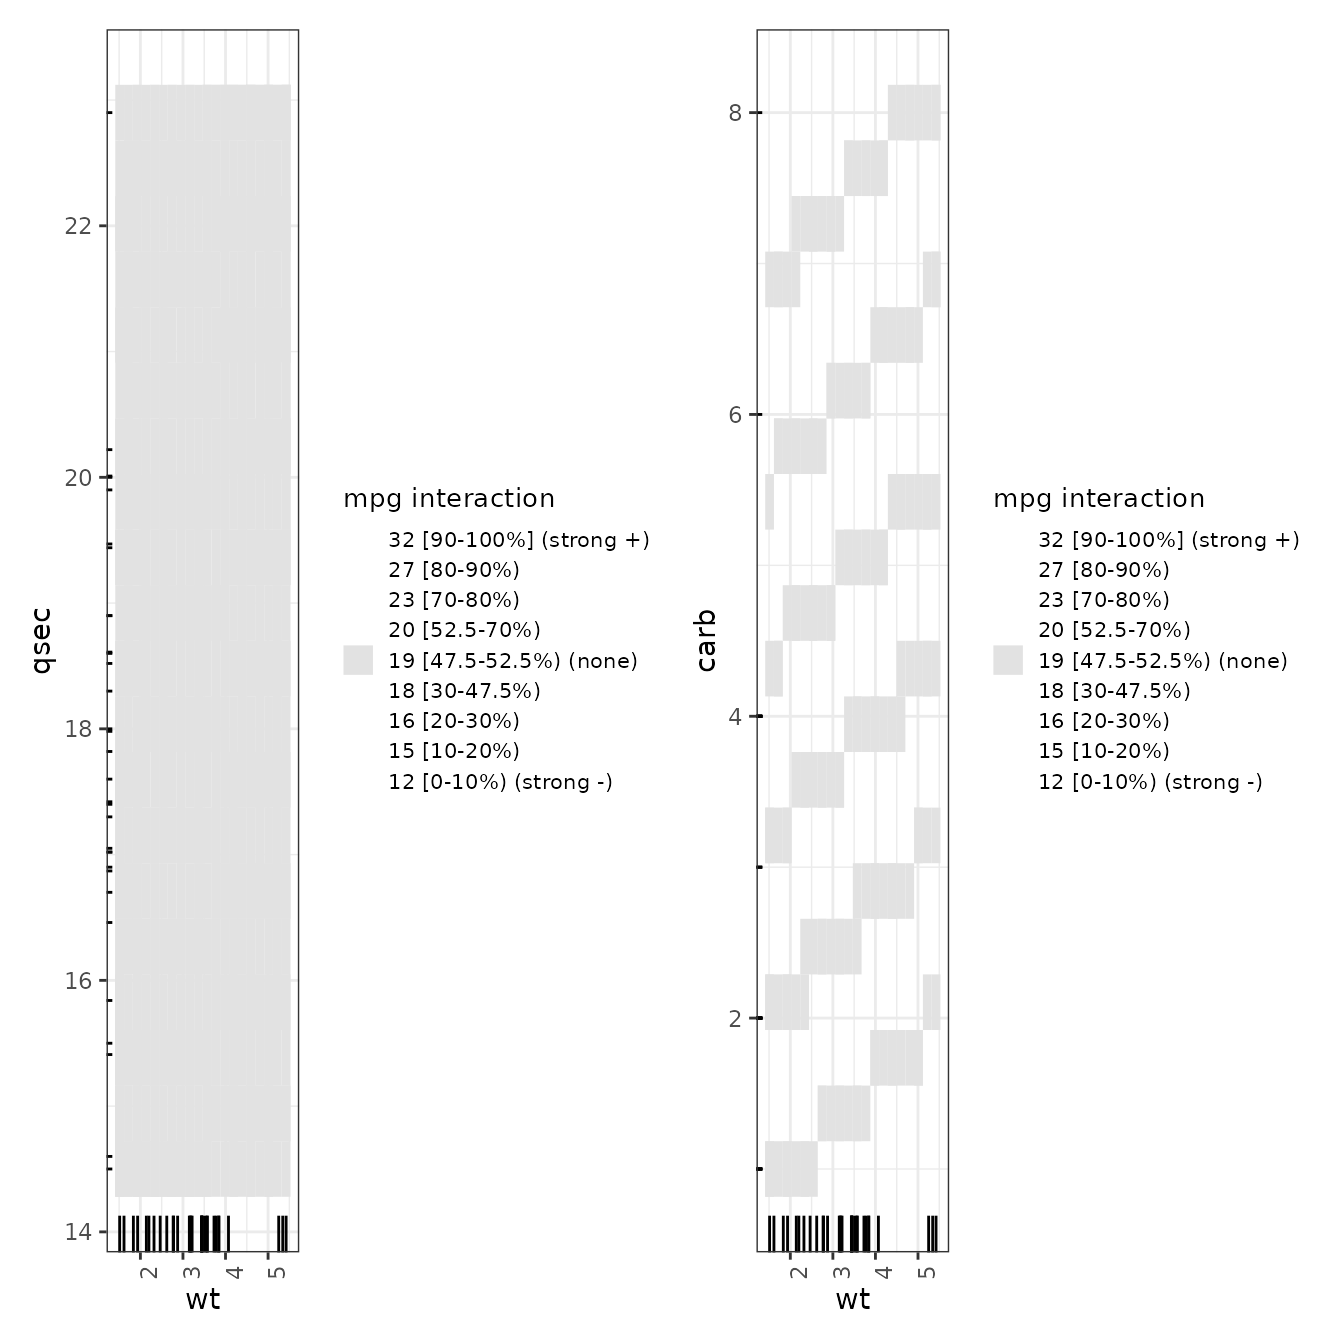 qsec
22
20
18
16
14
2
3
4
5
wt
mpg interaction
32 [90-100%] (strong +)
27 [80-90%)
23 [70-80%)
20 [52.5-70%)
19 [47.5-52.5%) (none)
18 [30-47.5%)
16 [20-30%)
15 [10-20%)
12 [0-10%) (strong -)
carb
8
6
4
2
2
3
4
5
wt
mpg interaction
32 [90-100%] (strong +)
27 [80-90%)
23 [70-80%)
20 [52.5-70%)
19 [47.5-52.5%) (none)
18 [30-47.5%)
16 [20-30%)
15 [10-20%)
12 [0-10%) (strong -)